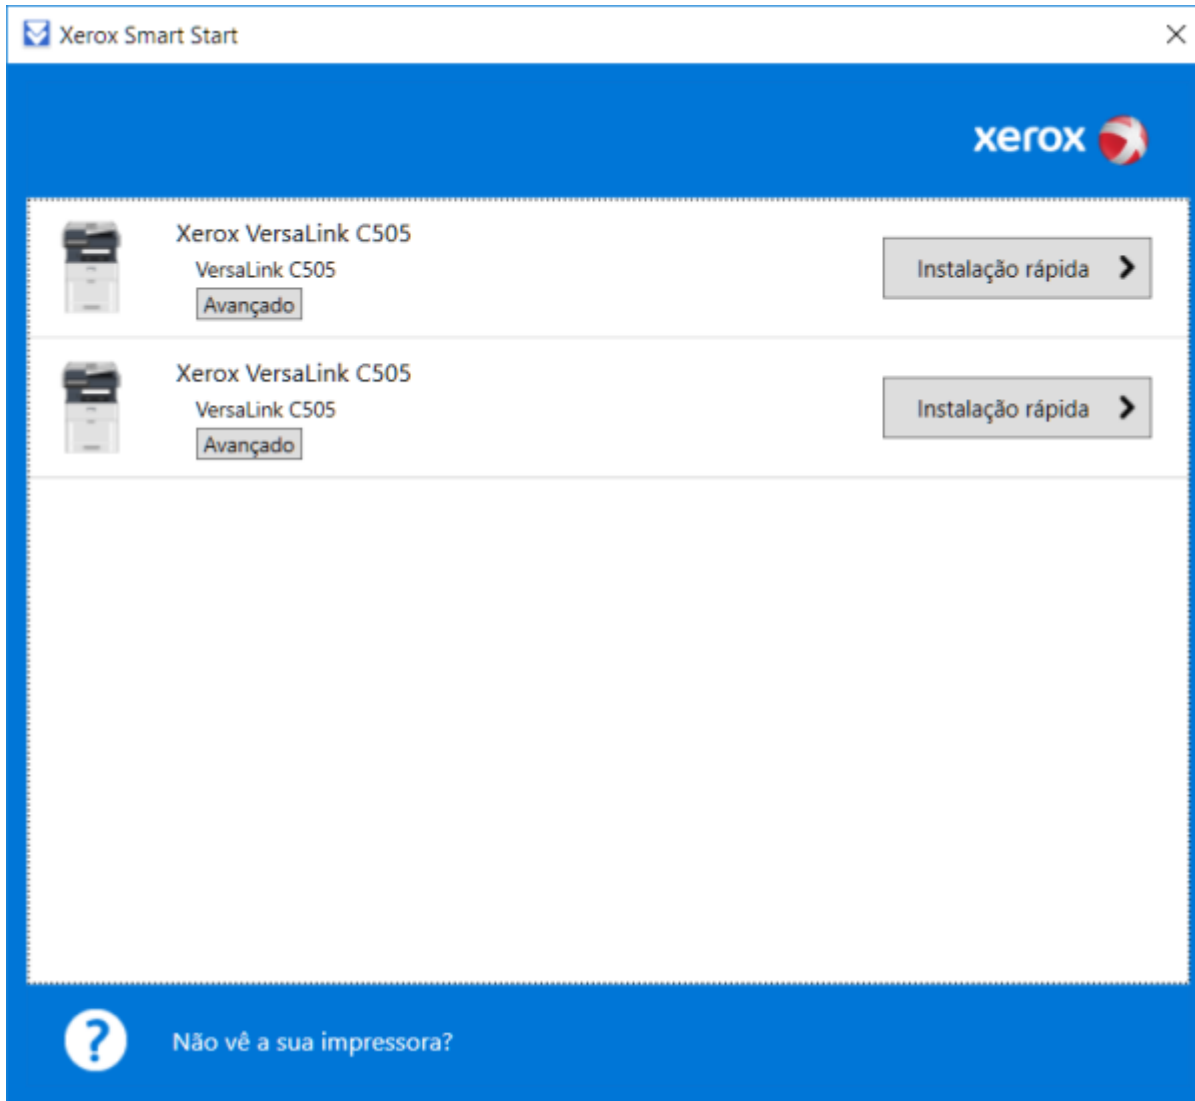 Xerox Smart Start
xerox
Xerox VersaLink C505
VersaLink C505
Avançado
Instalação rápida
Xerox VersaLink C505
VersaLink C505
Avançado
Instalação rápida
?
Não vê a sua impressora?